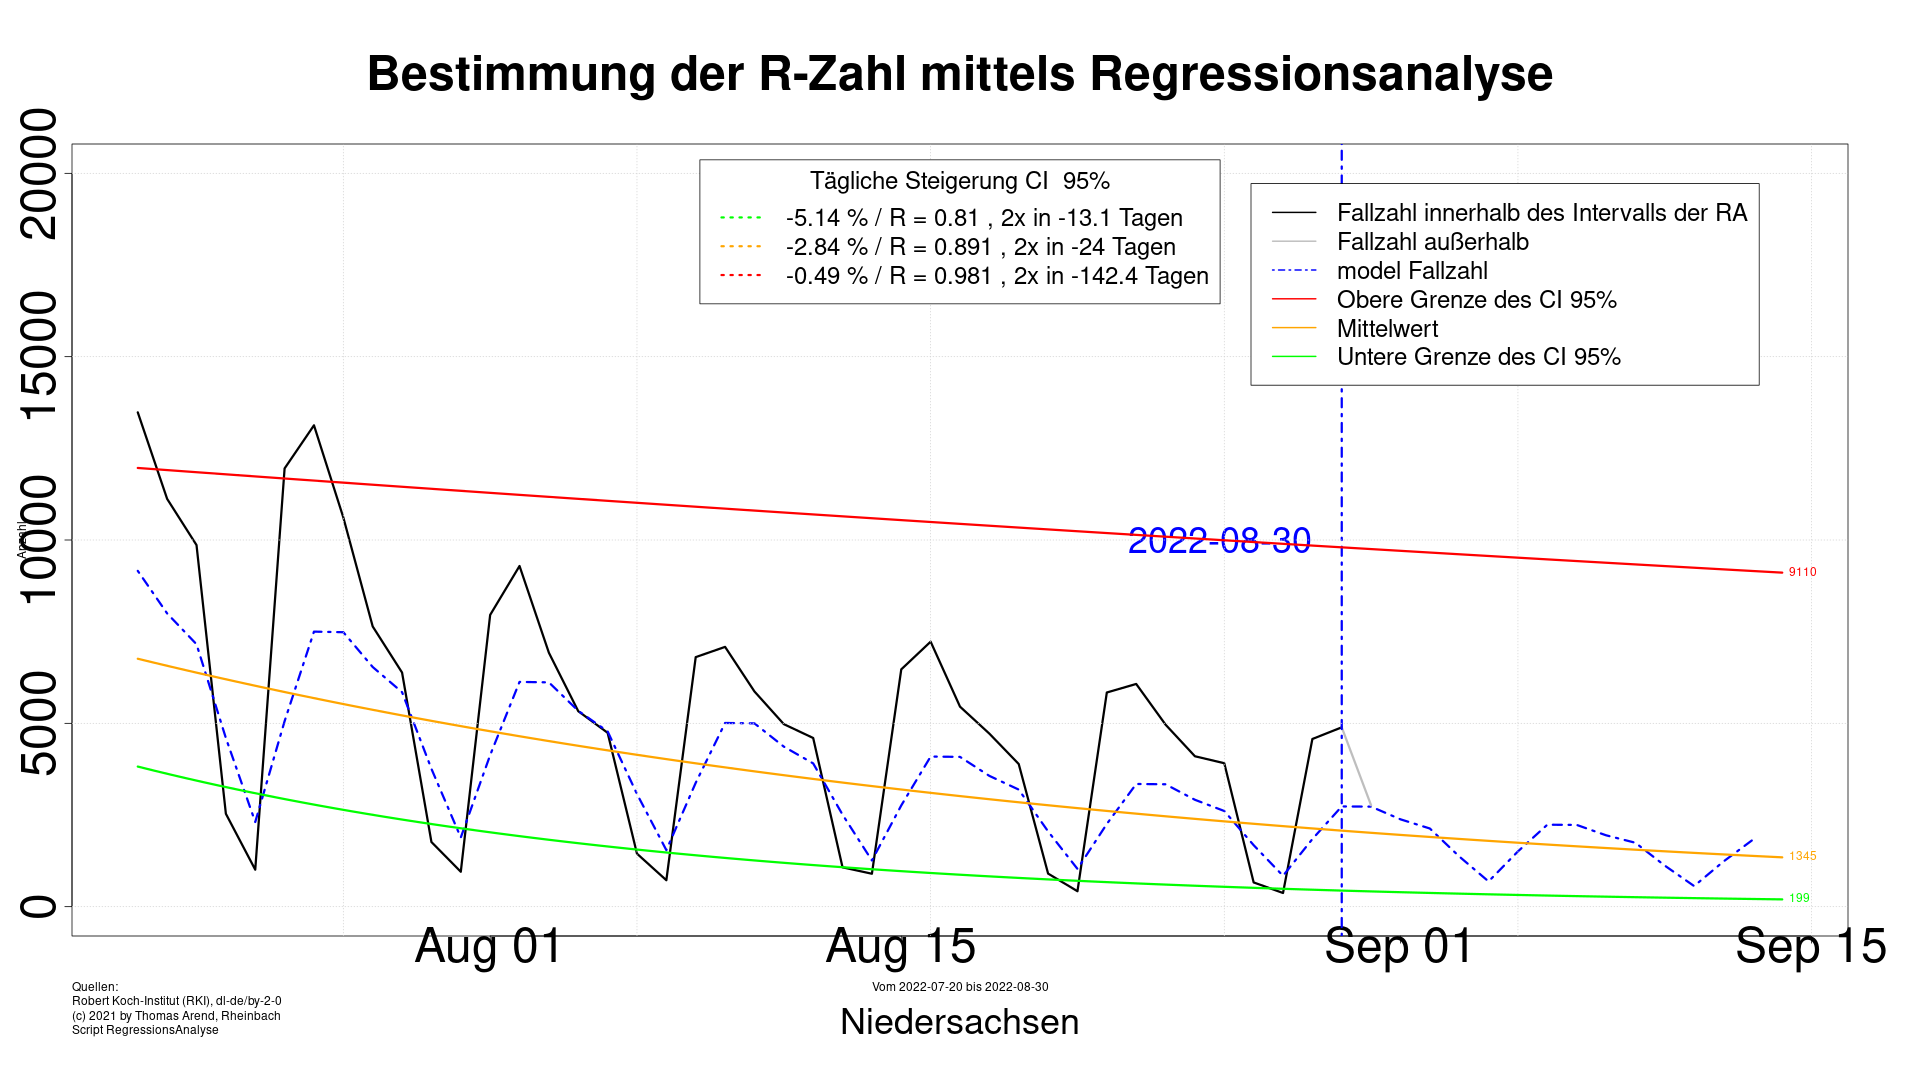 Bestimmung der R-Zahl mittels Regressionsanalyse
Tägliche Steigerung CI  95%
-5.14 % / R = 0.81 , 2x in -13.1 Tagen
-2.84 % / R = 0.891 , 2x in -24 Tagen
-0.49 % / R = 0.981 , 2x in -142.4 Tagen
Fallzahl innerhalb des Intervalls der RA
Fallzahl außerhalb
model Fallzahl
Obere Grenze des CI 95%
Mittelwert
Untere Grenze des CI 95%
20000
15000
10000
5000
0
Anzahl
2022-08-30
9110
1345
199
Aug 01
Aug 15
Sep 01
Sep 15
Quellen:
Robert Koch-Institut (RKI), dl-de/by-2-0
(c) 2021 by Thomas Arend, Rheinbach
Script RegressionsAnalyse
Vom 2022-07-20 bis 2022-08-30
Niedersachsen